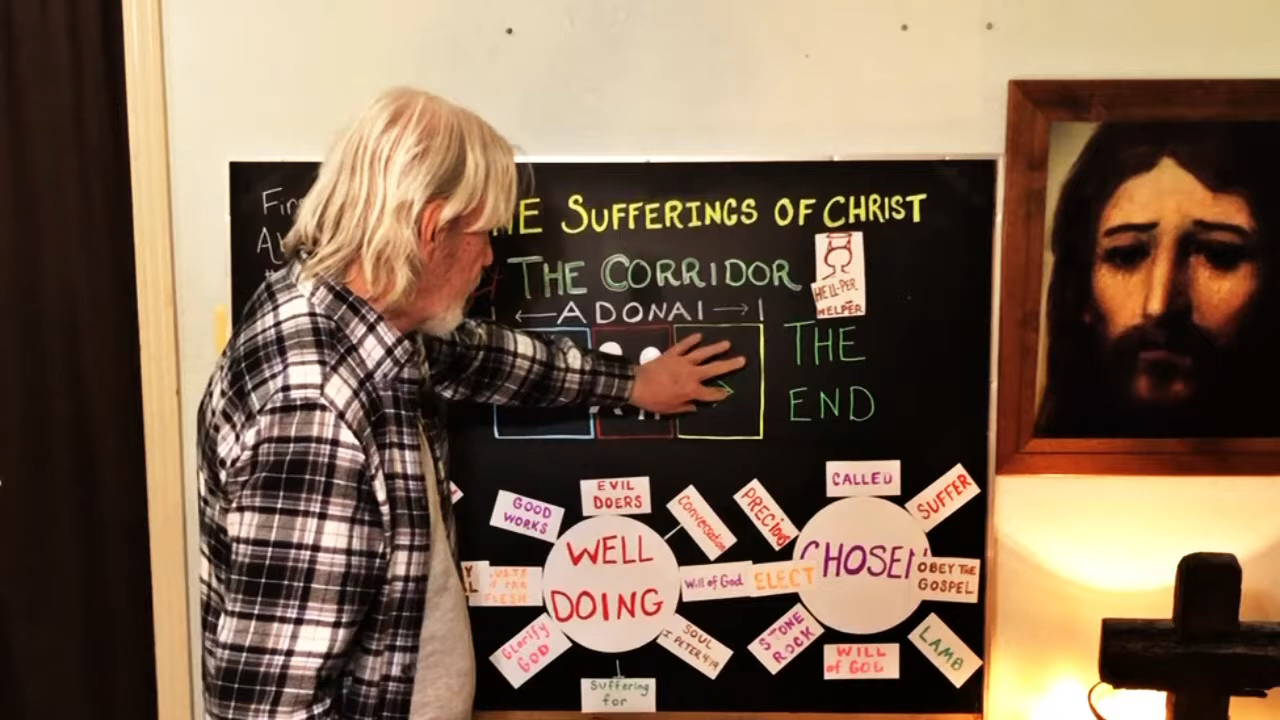 THE SUFFERINGS OF CHRIST
THE CORRIDOR
HELL-PER
HELPER
ADONAI
THE
END
EVIL
DOERS
GOOD
WORKS
Conversation
WELL
DOING
Will of God
FLESH
Glorify
GOD
SOUL
I PETER 4:19
Suffering
for
CALLED
PRECIOUS
SUFFER
CHOSEN
ELECT
OBEY THE
GOSPEL
STONE
ROCK
WILL
of GOD
LAMB